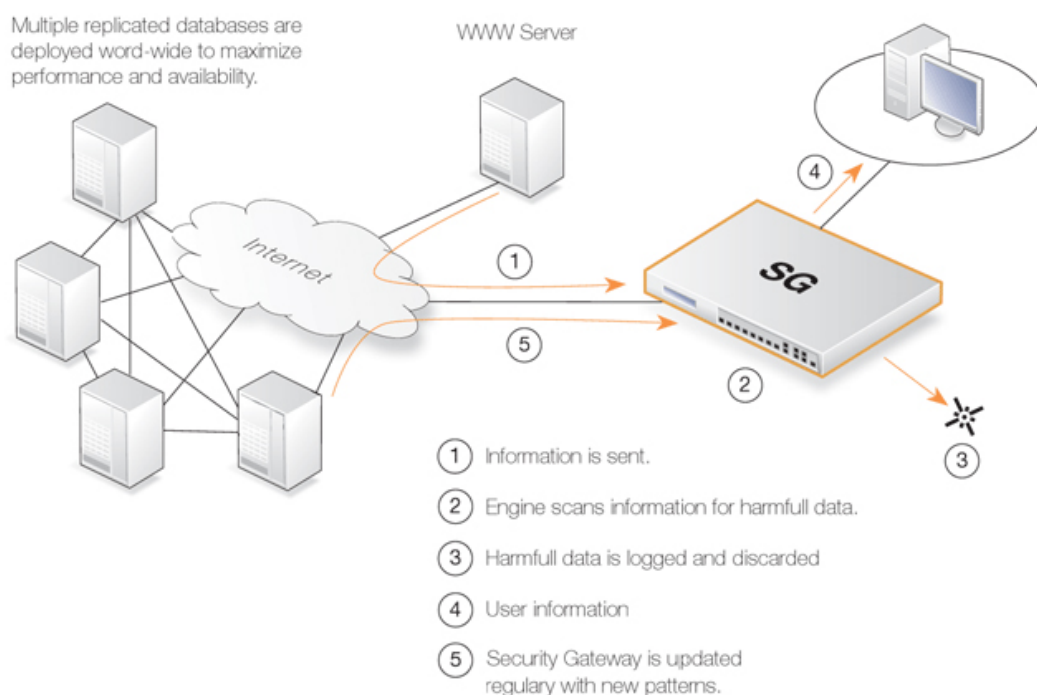 Multiple replicated databases are
deployed word-wide to maximize
performance and availability.
WWW Server
Internet
SG
1
5
2
4
3
1 Information is sent.
2 Engine scans information for harmfull data.
3 Harmfull data is logged and discarded
4 User information
5 Security Gateway is updated
regulary with new patterns.